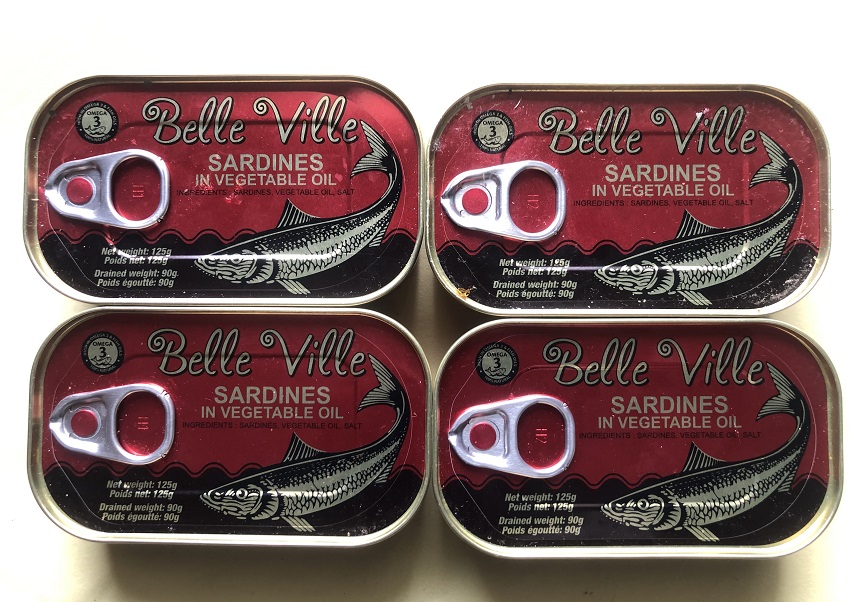 OMEGA
3
Belle Ville
SARDINES
IN VEGETABLE OIL
INGREDIENTS : SARDINES, VEGETABLE OIL, SALT
Net weight: 125g
Poids net: 125g
Drained weight: 90g
Poids égoutté: 90g
OMEGA
3
Belle Ville
SARDINES
IN VEGETABLE OIL
INGREDIENTS : SARDINES, VEGETABLE OIL, SALT
Net weight: 125g
Poids net: 125g
Drained weight: 90g
Poids égoutté: 90g
OMEGA
3
Belle Ville
SARDINES
IN VEGETABLE OIL
INGREDIENTS : SARDINES, VEGETABLE OIL, SALT
Net weight: 125g
Poids net: 125g
Drained weight: 90g
Poids égoutté: 90g
OMEGA
3
Belle Ville
SARDINES
IN VEGETABLE OIL
INGREDIENTS : SARDINES, VEGETABLE OIL, SALT
Net weight: 125g
Poids net: 125g
Drained weight: 90g
Poids égoutté: 90g